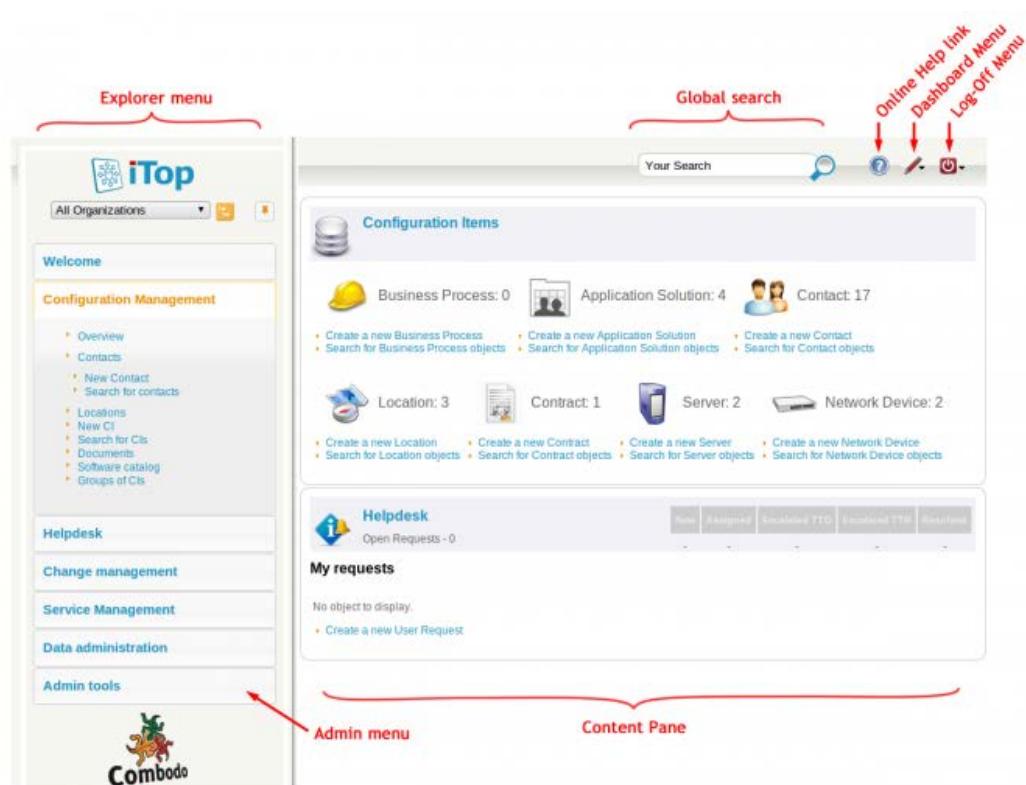 Online Help link
Dashboard Menu
Log-Off Menu
Explorer menu
Global search
iTop
Your Search
All Organizations
Configuration Items
Welcome
Configuration Management
Business Process: 0
Application Solution: 4
Contact: 17
Overview
Contacts
New Contact
Search for contacts
Locations
New CI
Search for CIs
Documents
Software catalog
Groups of CIs
Create a new Business Process
Create a new Application Solution
Create a new Contact
Search for Business Process objects
Search for Application Solution objects
Search for Contact objects
Location: 3
Contract: 1
Server: 2
Network Device: 2
Create a new Location
Create a new Contract
Create a new Server
Create a new Network Device
Search for Location objects
Search for Contract objects
Search for Server objects
Search for Network Device objects
Helpdesk
Change management
Service Management
Data administration
Admin tools
Helpdesk
Open Requests - 0
New Assigned Escalated TTO Escalated TTR Resolved
- - - - -
My requests
No object to display.
Create a new User Request
Admin menu
Content Pane
Combodo